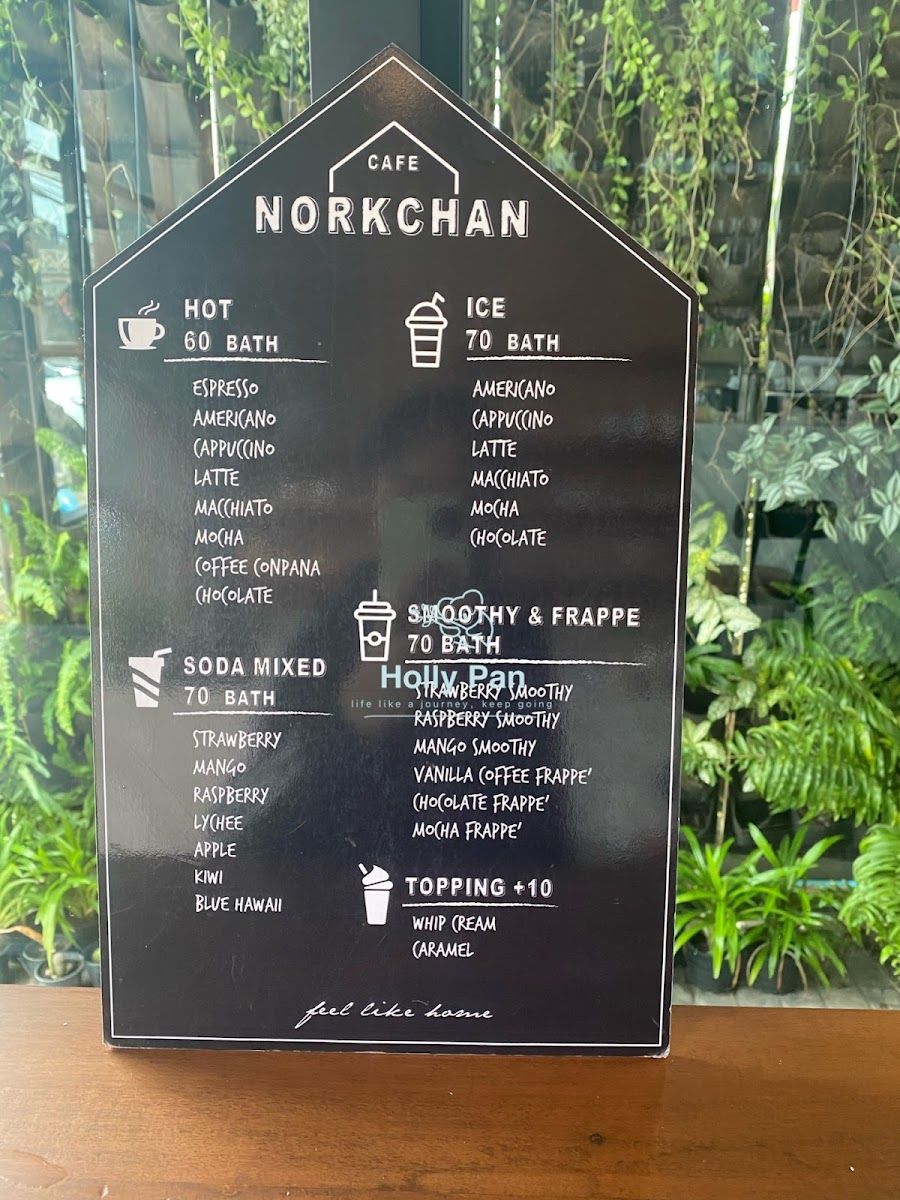 CAFE
NORKCHAN
HOT
60 BATH
ESPRESSO
AMERICANO
CAPPUCCINO
LATTE
MACCHIATO
MOCHA
COFFEE CONPANA
CHOCOLATE
ICE
70 BATH
AMERICANO
CAPPUCCINO
LATTE
MACCHIATO
MOCHA
CHOCOLATE
SODA MIXED
70 BATH
STRAWBERRY
MANGO
RASPBERRY
LYCHEE
APPLE
KIWI
BLUE HAWAII
SMOOTHY & FRAPPE
70 BATH
Holly Pan
life like a journey, keep going
STRAWBERRY SMOOTHY
RASPBERRY SMOOTHY
MANGO SMOOTHY
VANILLA COFFEE FRAPPE'
CHOCOLATE FRAPPE'
MOCHA FRAPPE'
TOPPING +10
WHIP CREAM
CARAMEL
feel like home